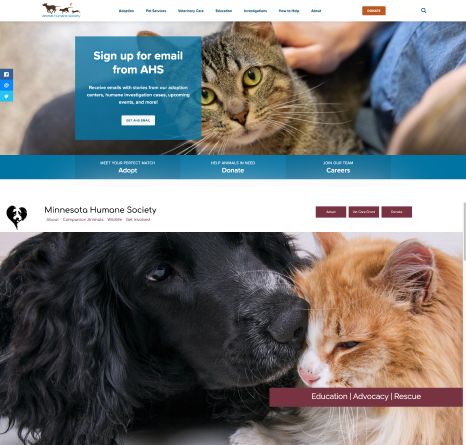 Animal Humane Society
Adoption Pet Services Veterinary Care Education Investigations How to Help About
DONATE
Sign up for email
from AHS
Receive emails with stories from our adoption
centers, humane investigation cases, upcoming
events, and more!
GET AHS EMAIL
MEET YOUR PERFECT MATCH
Adopt
HELP ANIMALS IN NEED
Donate
JOIN OUR TEAM
Careers
Minnesota Humane Society
About Companion Animals Wildlife Get Involved
Adopt
Vet Care Grant
Donate
Education | Advocacy | Rescue